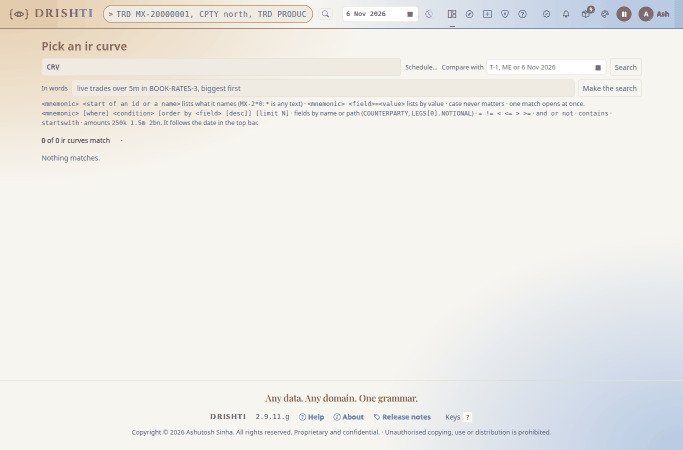 {👁} DRISHTI > TRD MX-20000001, CPTY north, TRD PRODUC 6 Nov 2026 A Ash
Pick an ir curve
CRV Schedule... Compare with T-1, ME or 6 Nov 2026 Search
In words live trades over 5m in BOOK-RATES-3, biggest first Make the search
<mnemonic> <start of an id or a name> lists what it names (MX-2*0: * is any text) · <mnemonic> <field>=<value> lists by value · case never matters · one match opens at once.
<mnemonic> [where] <condition> [order by <field> [desc]] [limit N] · fields by name or path (COUNTERPARTY, LEGS[0].NOTIONAL) · = != < <= > >= · and or not · contains ·
startswith · amounts 250k 1.5m 2bn. It follows the date in the top bar.
0 of 0 ir curves match -
Nothing matches.
Any data. Any domain. One grammar.
DRISHTI 2.9.11.g Help About Release notes Keys ?
Copyright © 2026 Ashutosh Sinha. All rights reserved. Proprietary and confidential. · Unauthorised copying, use or distribution is prohibited.